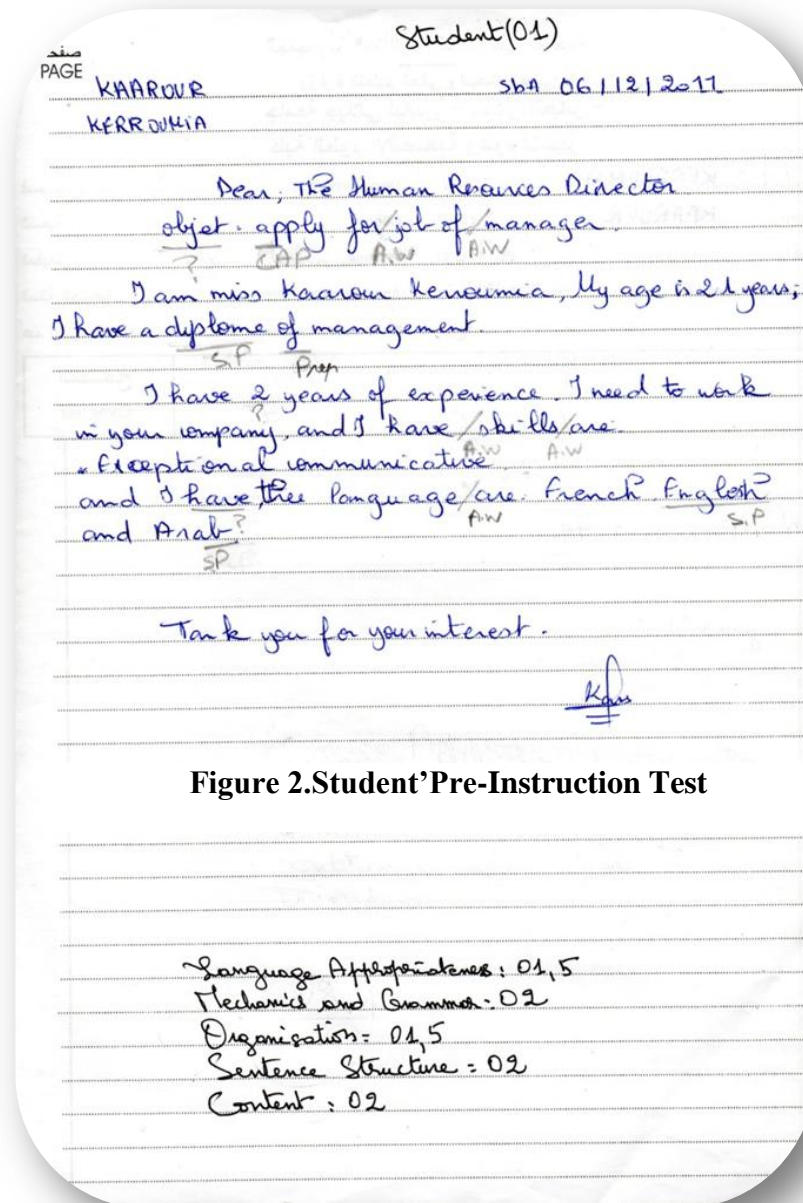 Student (01)
صفحة
PAGE
KAAROUR
SbA 06/12/2011
KERROUMIA
Dear, The Human Resources Director
objet. apply for/job of/manager.
? CAP A.W A.W
I am miss Kaarour Kerroumia, My age is 21 years;
I have a diplome of management.
S.P Prep
I have 2 years of experience. I need to work
?
in your company, and I have/skills/are.
A.W A.W
. Exceptional communicative
and I have, three language/are. French English?
A.W S.P
and Arab?
SP
Tank you for your interest.
Figure 2.Student'Pre-Instruction Test
Language Appropriateness: 01,5
Mechanics and Grammar: 02
Organisation = 01,5
Sentence Structure = 02
Content : 02